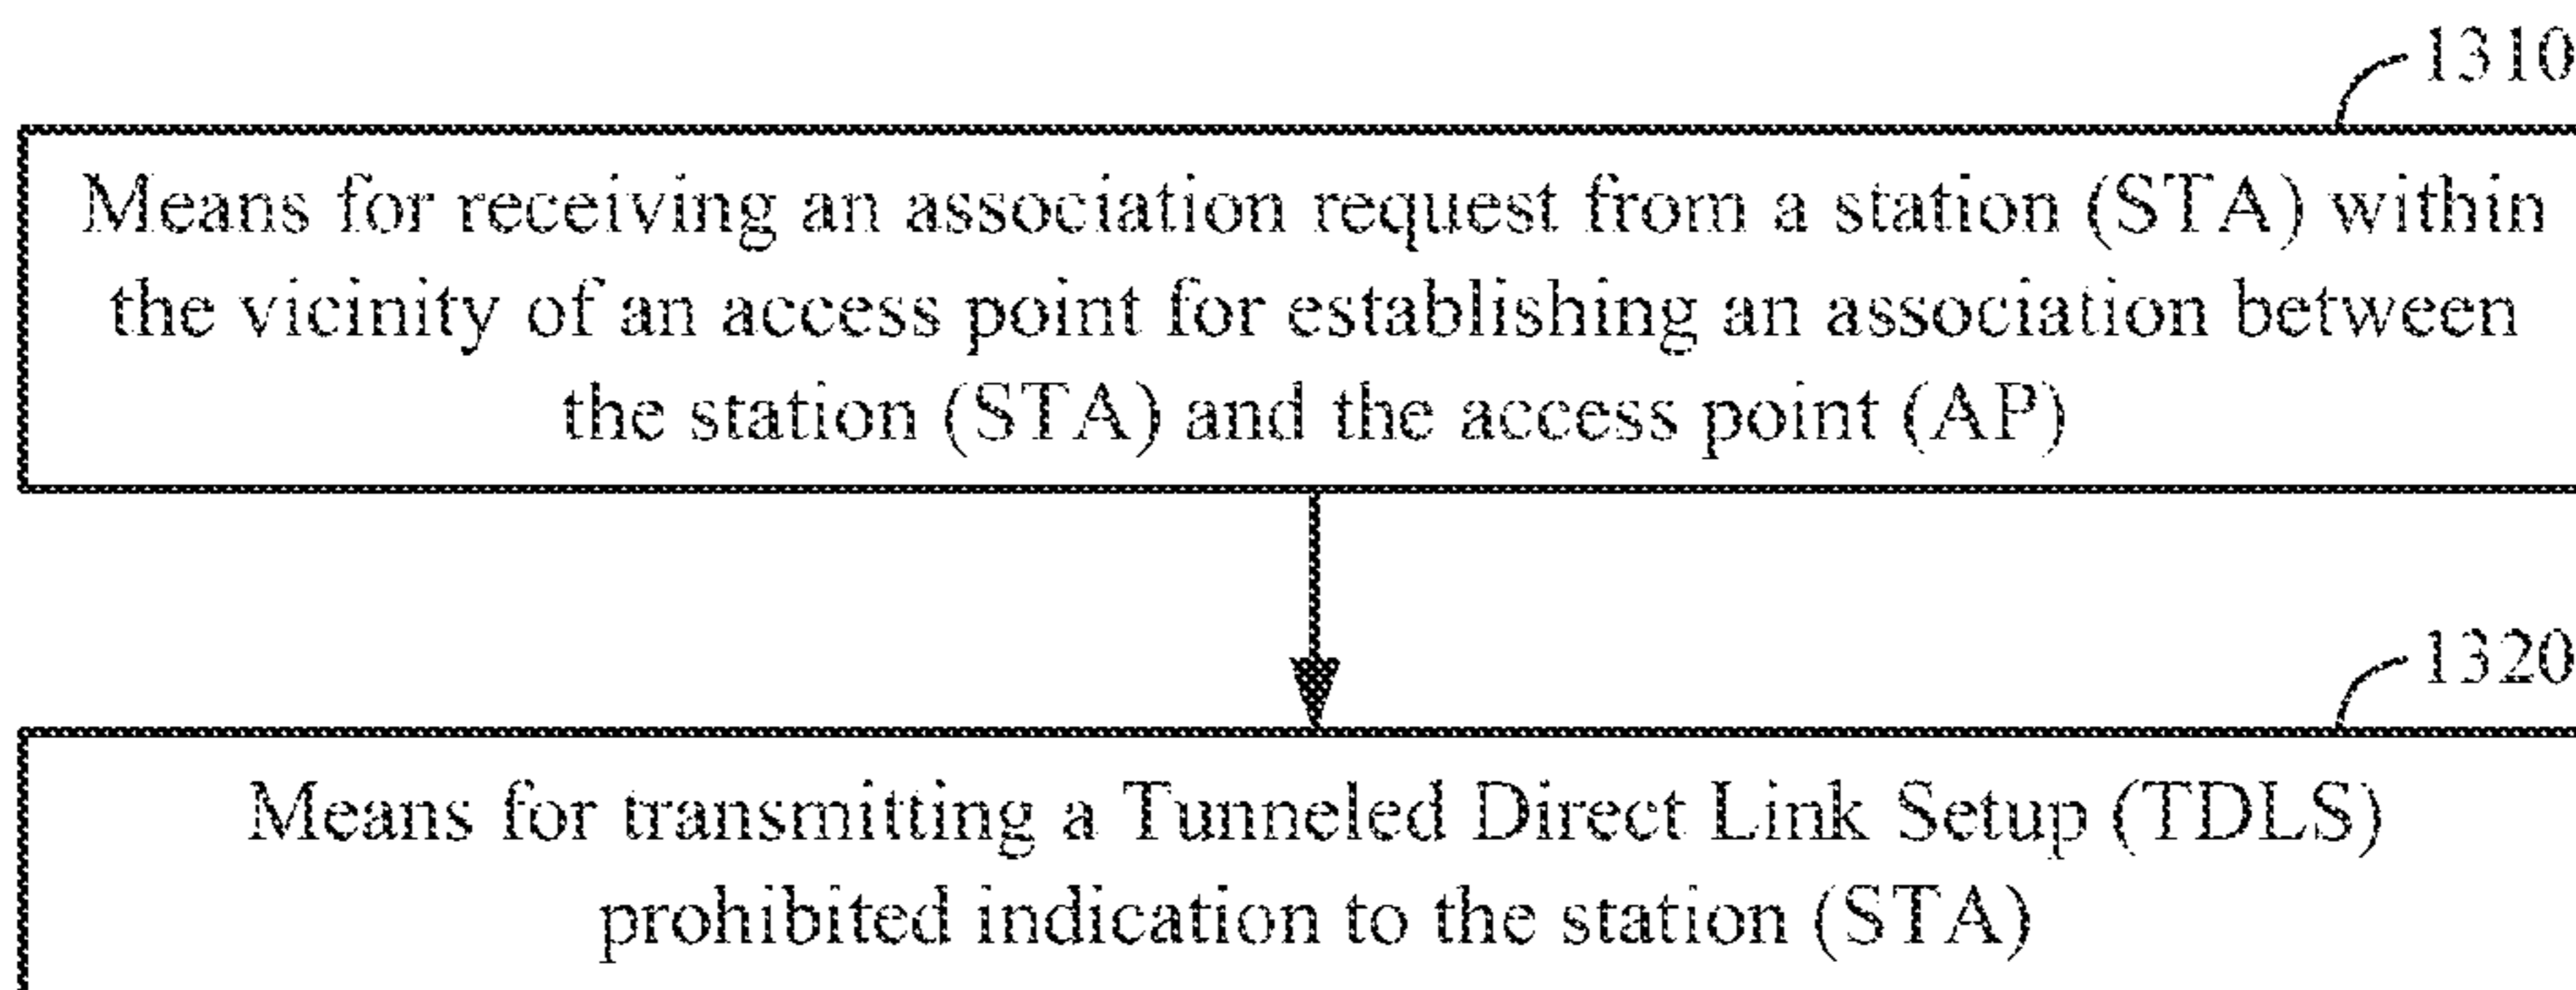 1310
Means for receiving an association request from a station (STA) within
the vicinity of an access point for establishing an association between
the station (STA) and the access point (AP)
1320
Means for transmitting a Tunneled Direct Link Setup (TDLS)
prohibited indication to the station (STA)